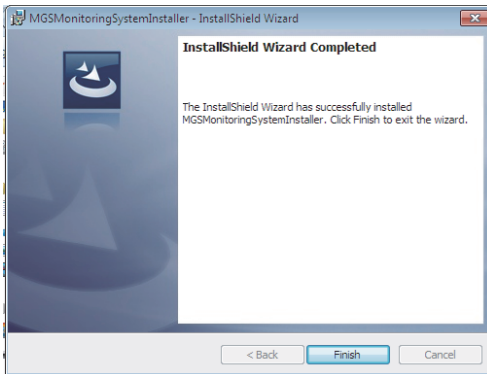 MGSMonitoringSystemInstaller - InstallShield Wizard
InstallShield Wizard Completed
The InstallShield Wizard has successfully installed
MGSMonitoringSystemInstaller. Click Finish to exit the wizard.
< Back Finish Cancel